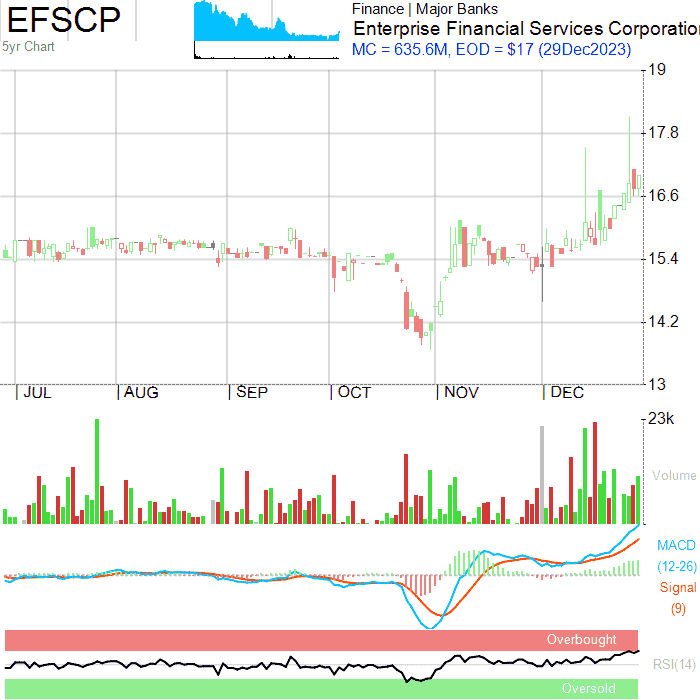 EFSCP
5yr Chart
Finance | Major Banks
Enterprise Financial Services Corporation
MC = 635.6M, EOD = $17 (29Dec2023)
19
17.8
16.6
15.4
14.2
13
| JUL | AUG | SEP | OCT | NOV | DEC
23k
Volume
MACD
(12-26)
Signal
(9)
Overbought
RSI(14)
Oversold